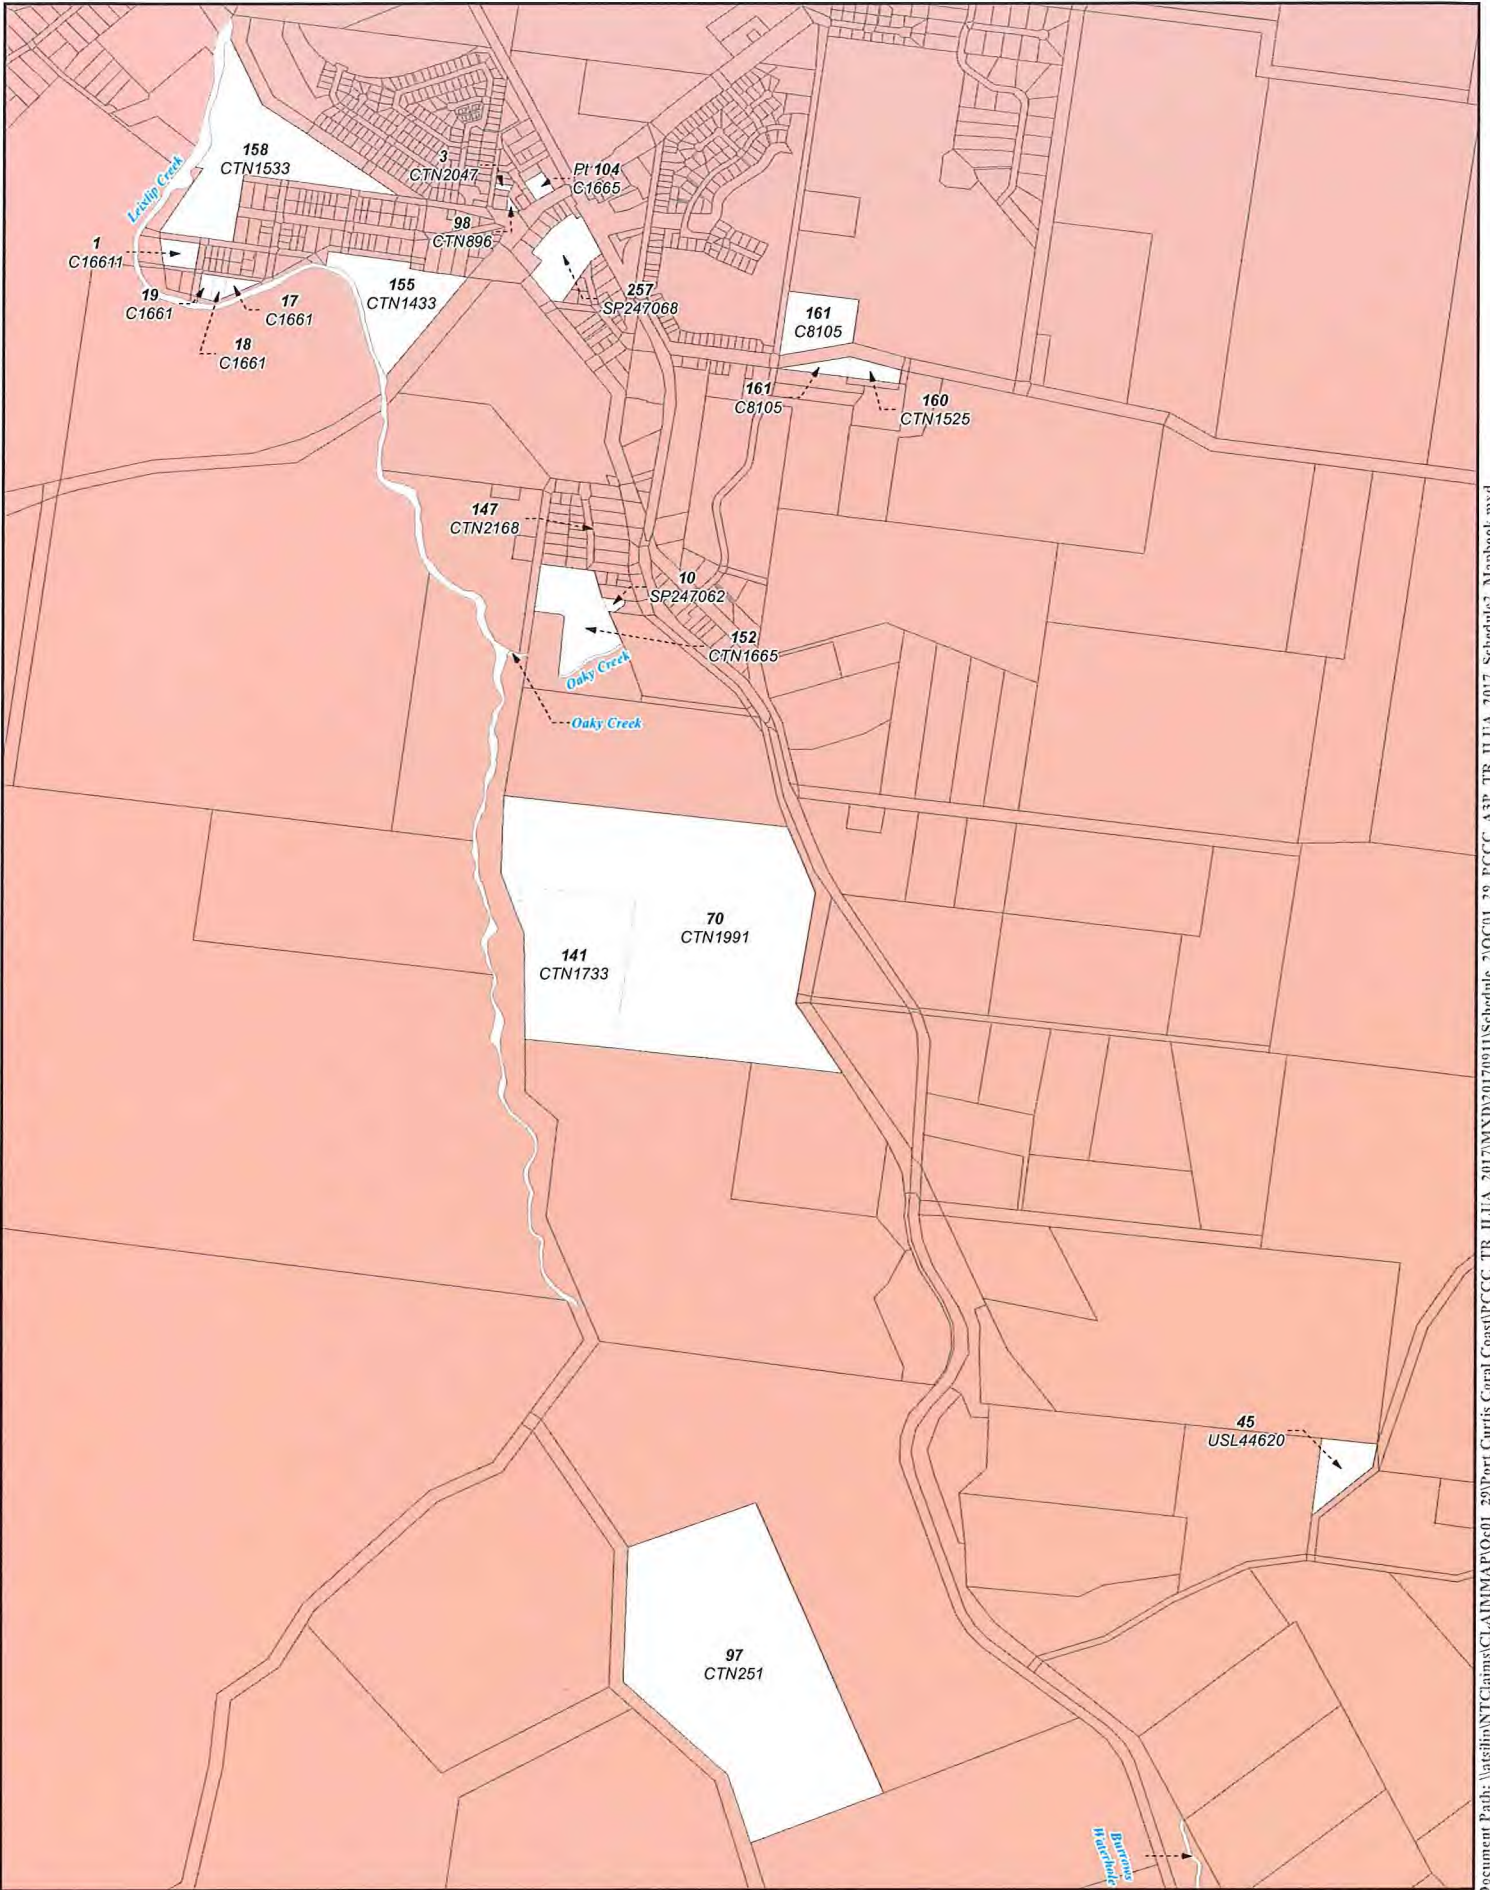 158
CTN1533
Leixlip Creek
3
CTN2047
Pt 104
C1665
98
CTN896
1
C16611
155
CTN1433
19
C1661
17
C1661
257
SP247068
18
C1661
161
C8105
161
C8105
160
CTN1525
147
CTN2168
10
SP247062
152
CTN1665
Oaky Creek
Oaky Creek
70
CTN1991
141
CTN1733
45
USL44620
97
CTN251
Burrows
Waterhole